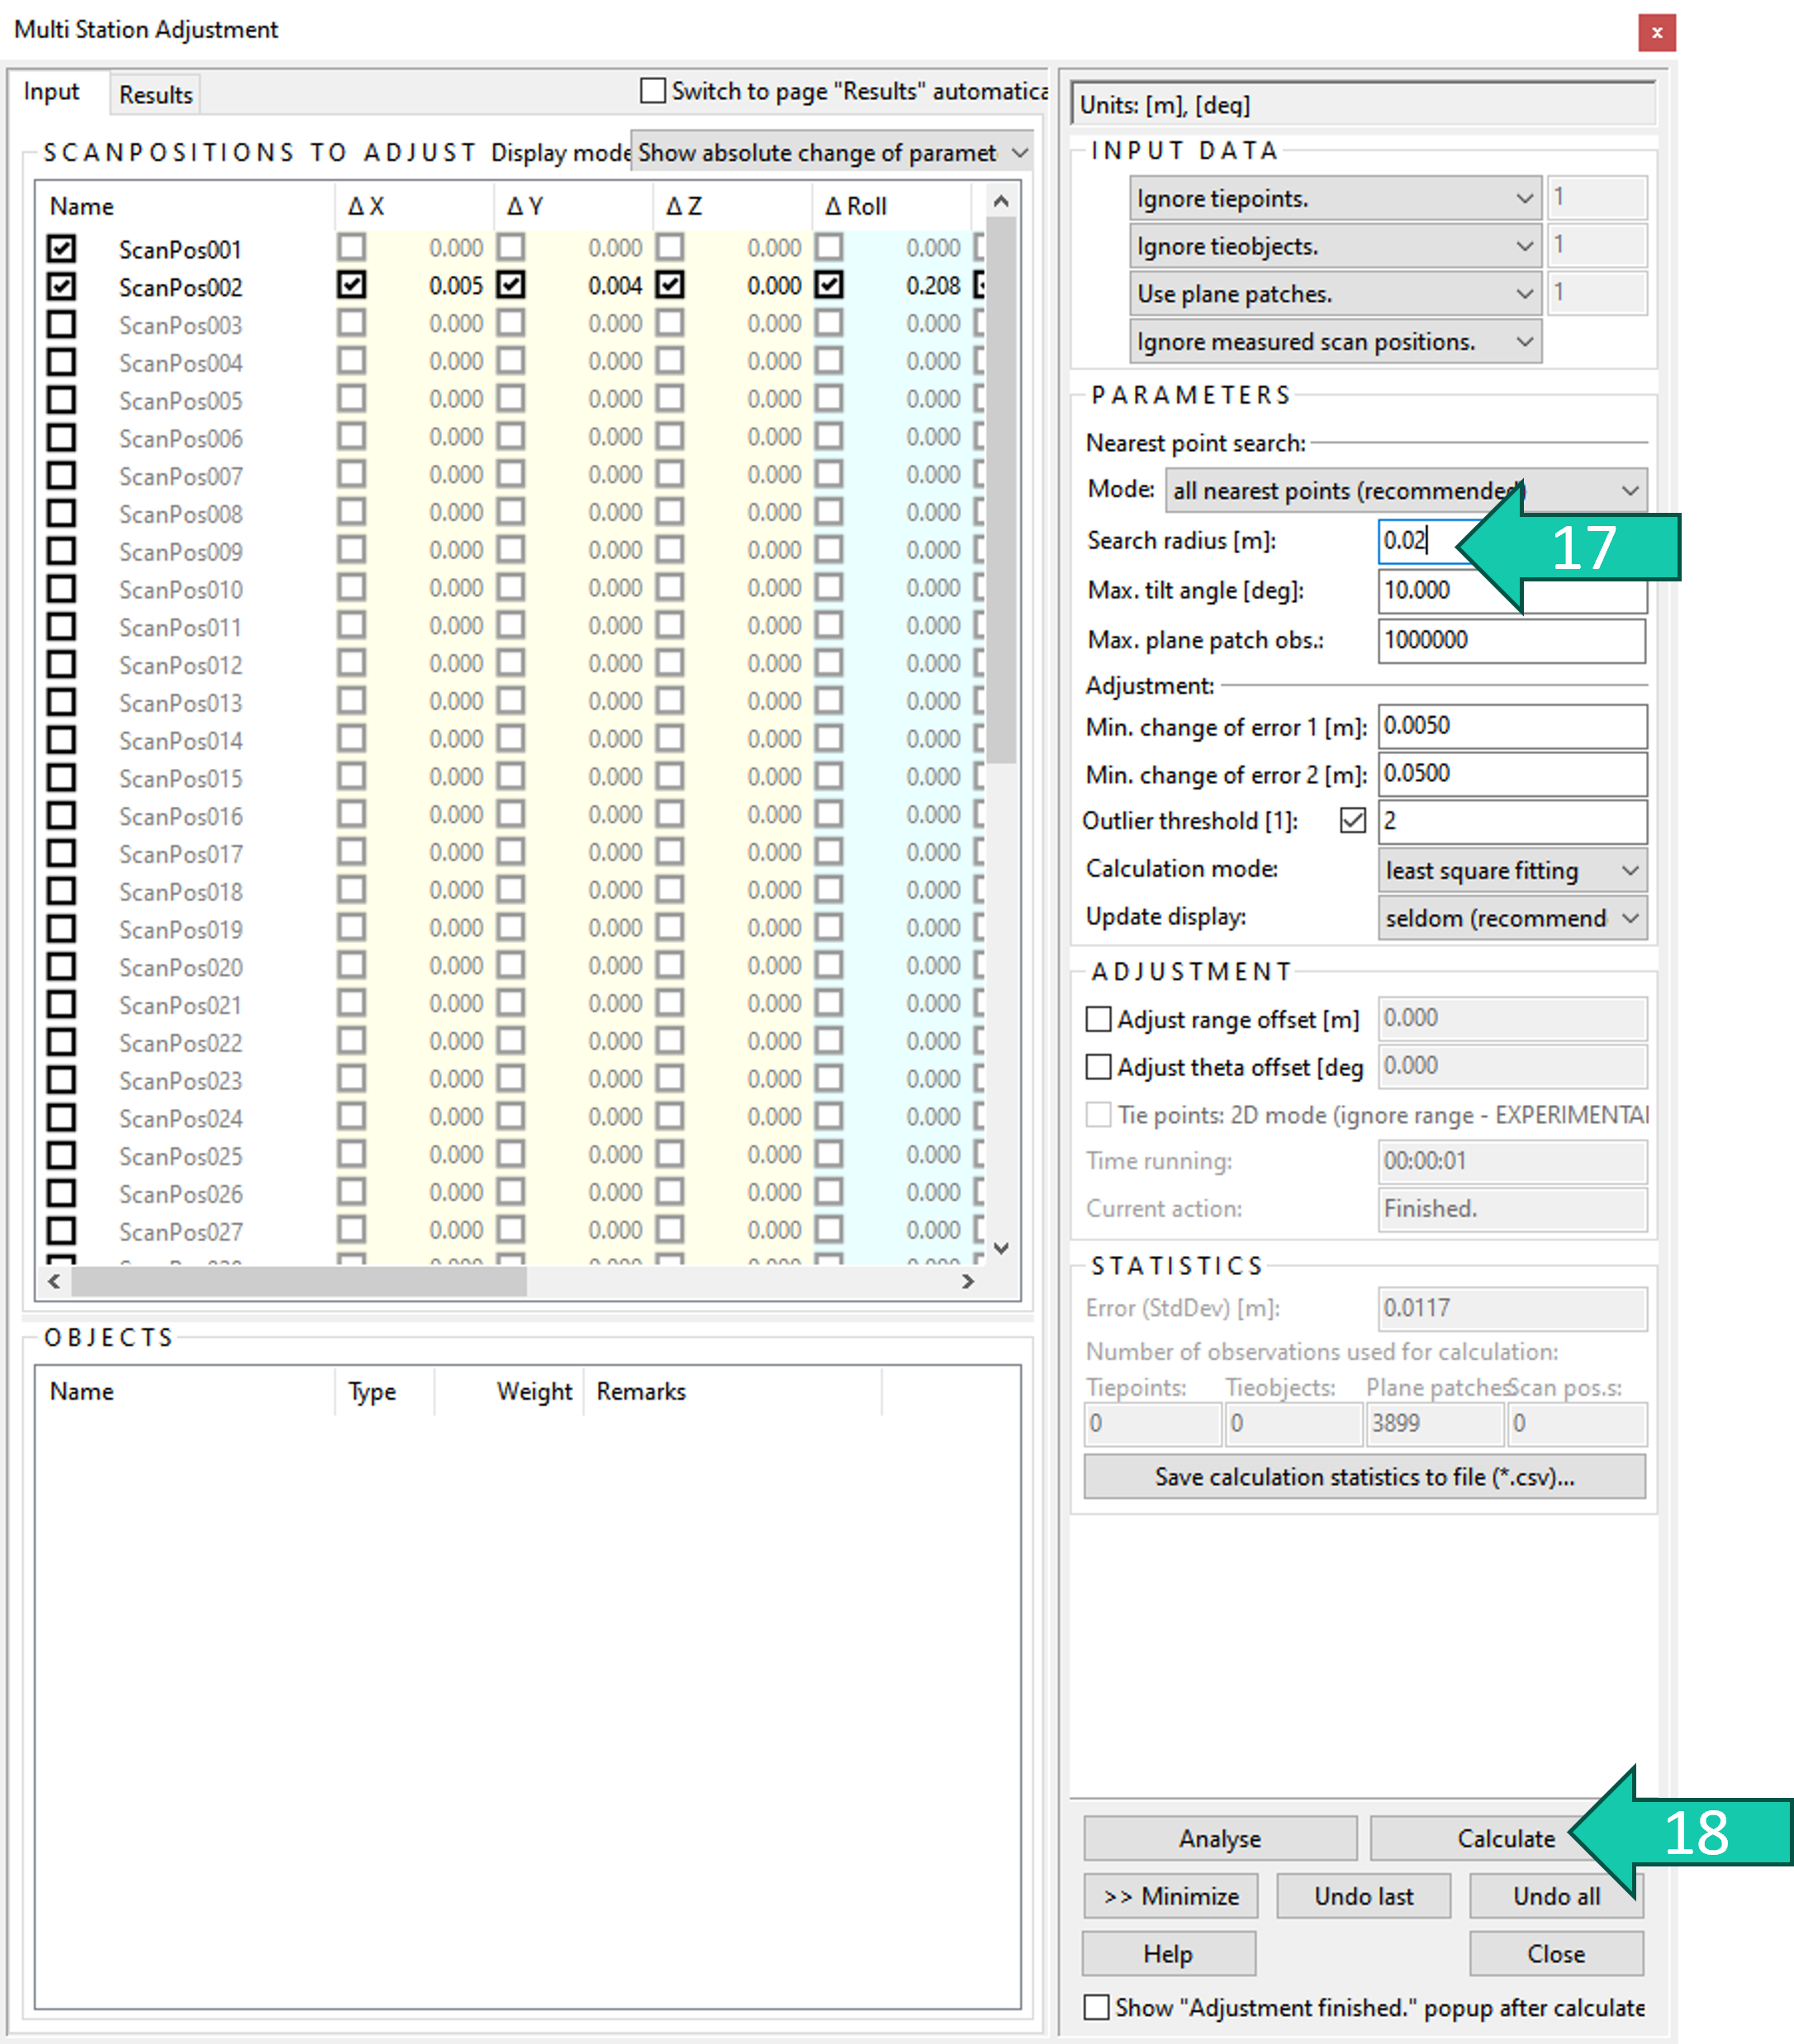 Multi Station Adjustment
x
Input
Results
Switch to page "Results" automatica
SCANPOSITIONS TO ADJUST Display mode Show absolute change of paramet
Name Δ X Δ Y Δ Z Δ Roll
ScanPos001 0.000 0.000 0.000 0.000
ScanPos002 0.005 0.004 0.000 0.208
ScanPos003 0.000 0.000 0.000 0.000
ScanPos004 0.000 0.000 0.000 0.000
ScanPos005 0.000 0.000 0.000 0.000
ScanPos006 0.000 0.000 0.000 0.000
ScanPos007 0.000 0.000 0.000 0.000
ScanPos008 0.000 0.000 0.000 0.000
ScanPos009 0.000 0.000 0.000 0.000
ScanPos010 0.000 0.000 0.000 0.000
ScanPos011 0.000 0.000 0.000 0.000
ScanPos012 0.000 0.000 0.000 0.000
ScanPos013 0.000 0.000 0.000 0.000
ScanPos014 0.000 0.000 0.000 0.000
ScanPos015 0.000 0.000 0.000 0.000
ScanPos016 0.000 0.000 0.000 0.000
ScanPos017 0.000 0.000 0.000 0.000
ScanPos018 0.000 0.000 0.000 0.000
ScanPos019 0.000 0.000 0.000 0.000
ScanPos020 0.000 0.000 0.000 0.000
ScanPos021 0.000 0.000 0.000 0.000
ScanPos022 0.000 0.000 0.000 0.000
ScanPos023 0.000 0.000 0.000 0.000
ScanPos024 0.000 0.000 0.000 0.000
ScanPos025 0.000 0.000 0.000 0.000
ScanPos026 0.000 0.000 0.000 0.000
ScanPos027 0.000 0.000 0.000 0.000
OBJECTS
Name Type Weight Remarks
Units: [m], [deg]
INPUT DATA
Ignore tiepoints. 1
Ignore tieobjects. 1
Use plane patches. 1
Ignore measured scan positions.
PARAMETERS
Nearest point search:
Mode: all nearest points (recommended)
Search radius [m]: 0.02
17
Max. tilt angle [deg]: 10.000
Max. plane patch obs.: 1000000
Adjustment:
Min. change of error 1 [m]: 0.0050
Min. change of error 2 [m]: 0.0500
Outlier threshold [1]: 2
Calculation mode: least square fitting
Update display: seldom (recommend
ADJUSTMENT
Adjust range offset [m] 0.000
Adjust theta offset [deg 0.000
Tie points: 2D mode (ignore range - EXPERIMENTAL
Time running: 00:00:01
Current action: Finished.
STATISTICS
Error (StdDev) [m]: 0.0117
Number of observations used for calculation:
Tiepoints: Tieobjects: Plane patches: Scan pos.s:
0 0 3899 0
Save calculation statistics to file (*.csv)...
Analyse Calculate
18
>> Minimize Undo last Undo all
Help Close
Show "Adjustment finished." popup after calculate